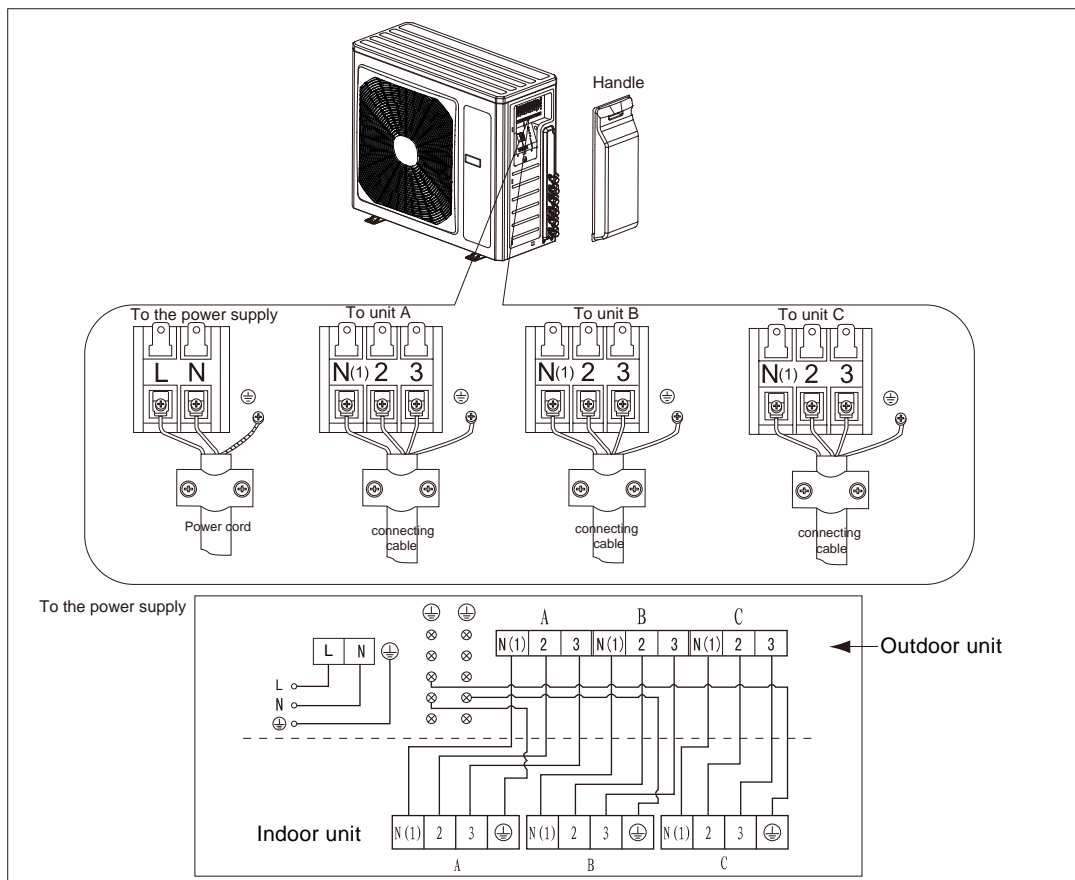 Handle
To the power supply
To unit A
To unit B
To unit C
L N
N(1) 2 3
N(1) 2 3
N(1) 2 3
Power cord
connecting
cable
connecting
cable
connecting
cable
To the power supply
A B C
L N
N(1) 2 3 N(1) 2 3 N(1) 2 3
Outdoor unit
L
N
Indoor unit
N(1) 2 3 N(1) 2 3 N(1) 2 3
A B C